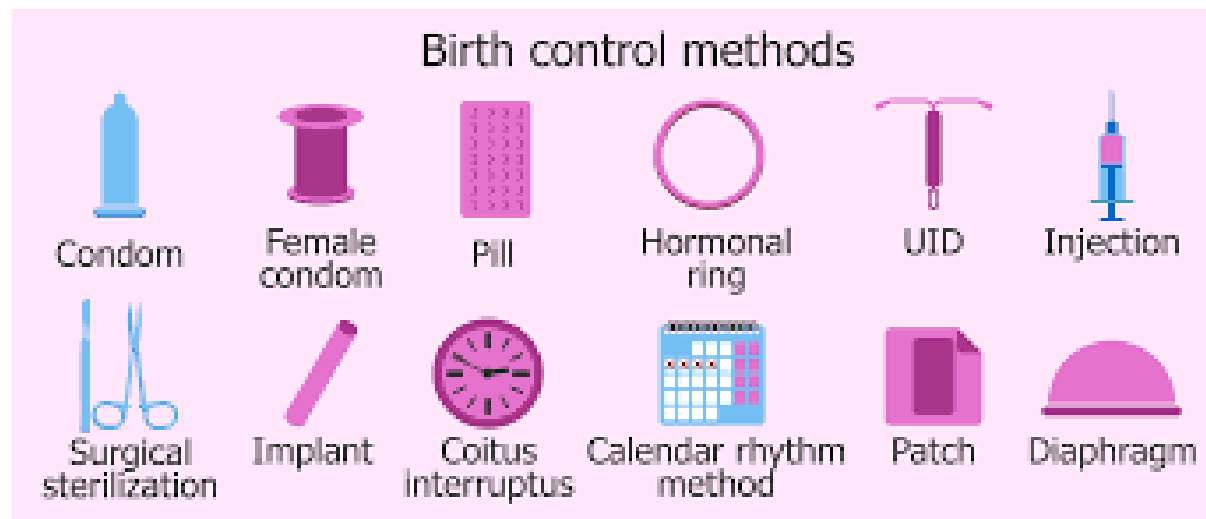 Birth control methods
Condom
Female
condom
Pill
Hormonal
ring
UID
Injection
Surgical
sterilization
Implant
Coitus
interruptus
Calendar rhythm
method
Patch
Diaphragm